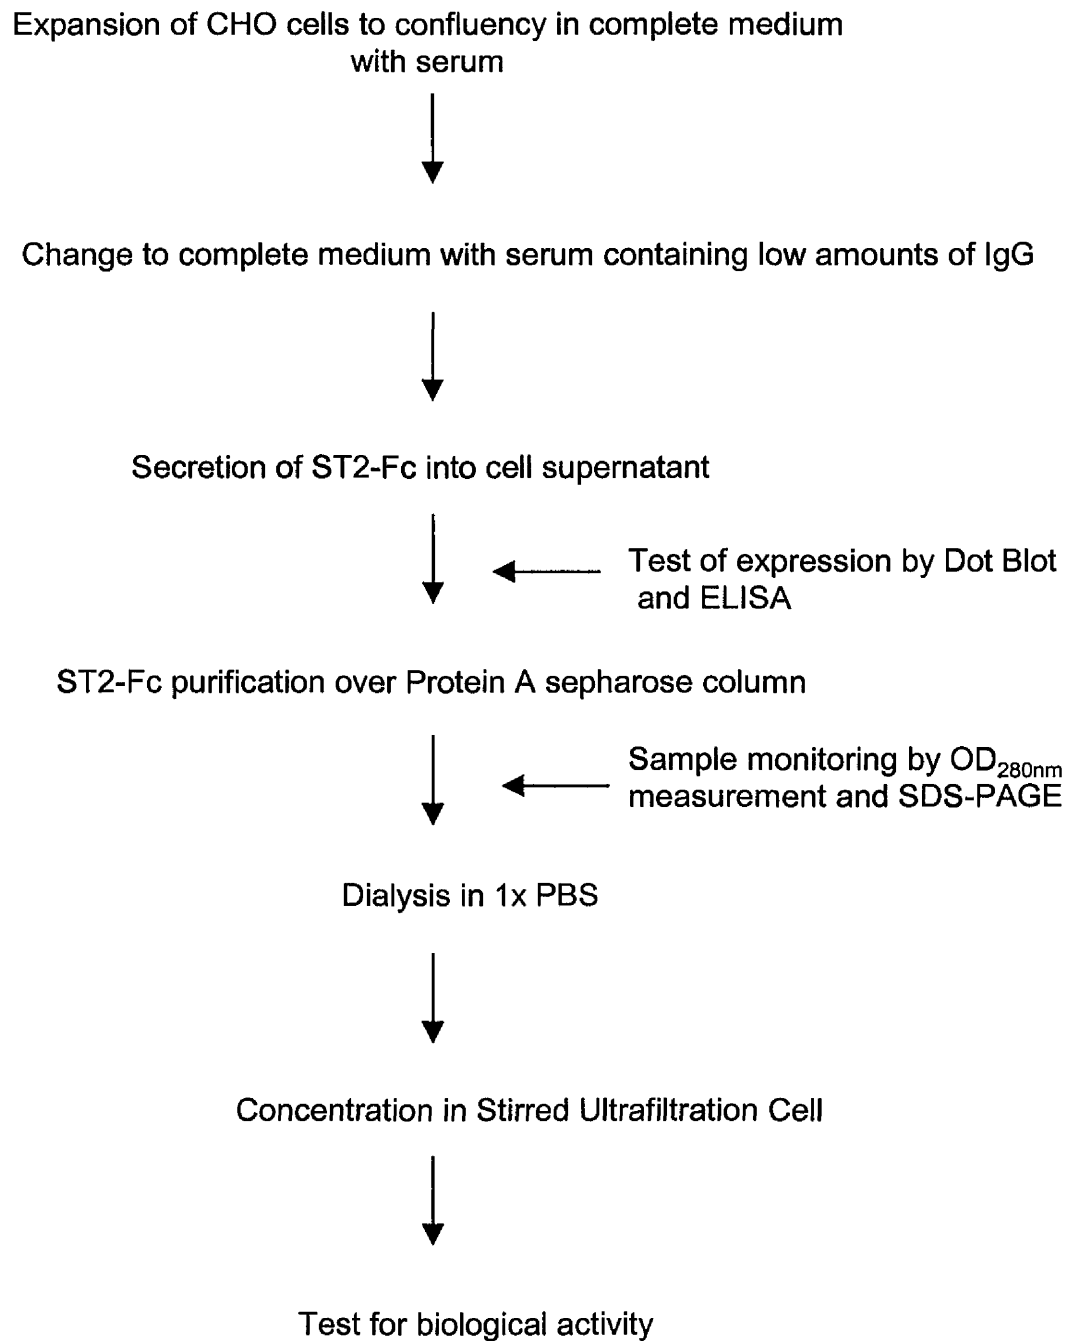 Expansion of CHO cells to confluency in complete medium
with serum
Change to complete medium with serum containing low amounts of IgG
Secretion of ST2-Fc into cell supernatant
Test of expression by Dot Blot
and ELISA
ST2-Fc purification over Protein A sepharose column
Sample monitoring by OD280nm
measurement and SDS-PAGE
Dialysis in 1x PBS
Concentration in Stirred Ultrafiltration Cell
Test for biological activity